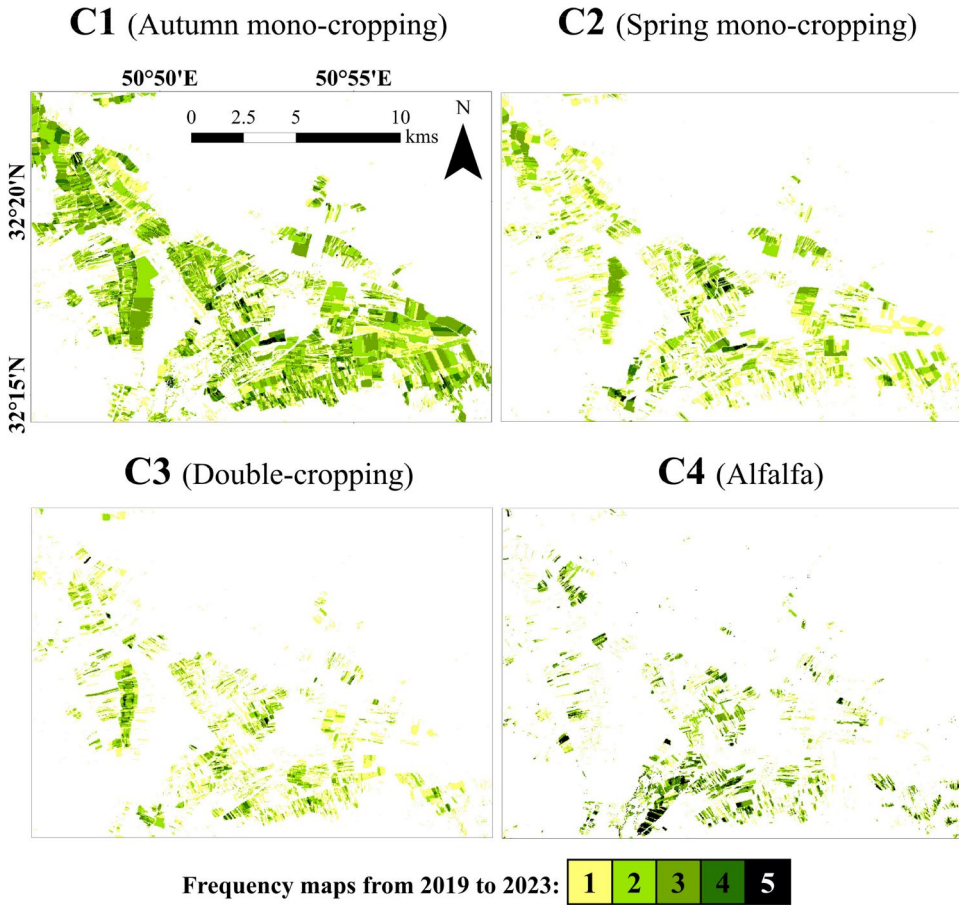 C1 (Autumn mono-cropping)
C2 (Spring mono-cropping)
50°50'E
50°55'E
0 2.5 5 10
kms
N
32°20'N
32°15'N
C3 (Double-cropping)
C4 (Alfalfa)
Frequency maps from 2019 to 2023: 1 2 3 4 5